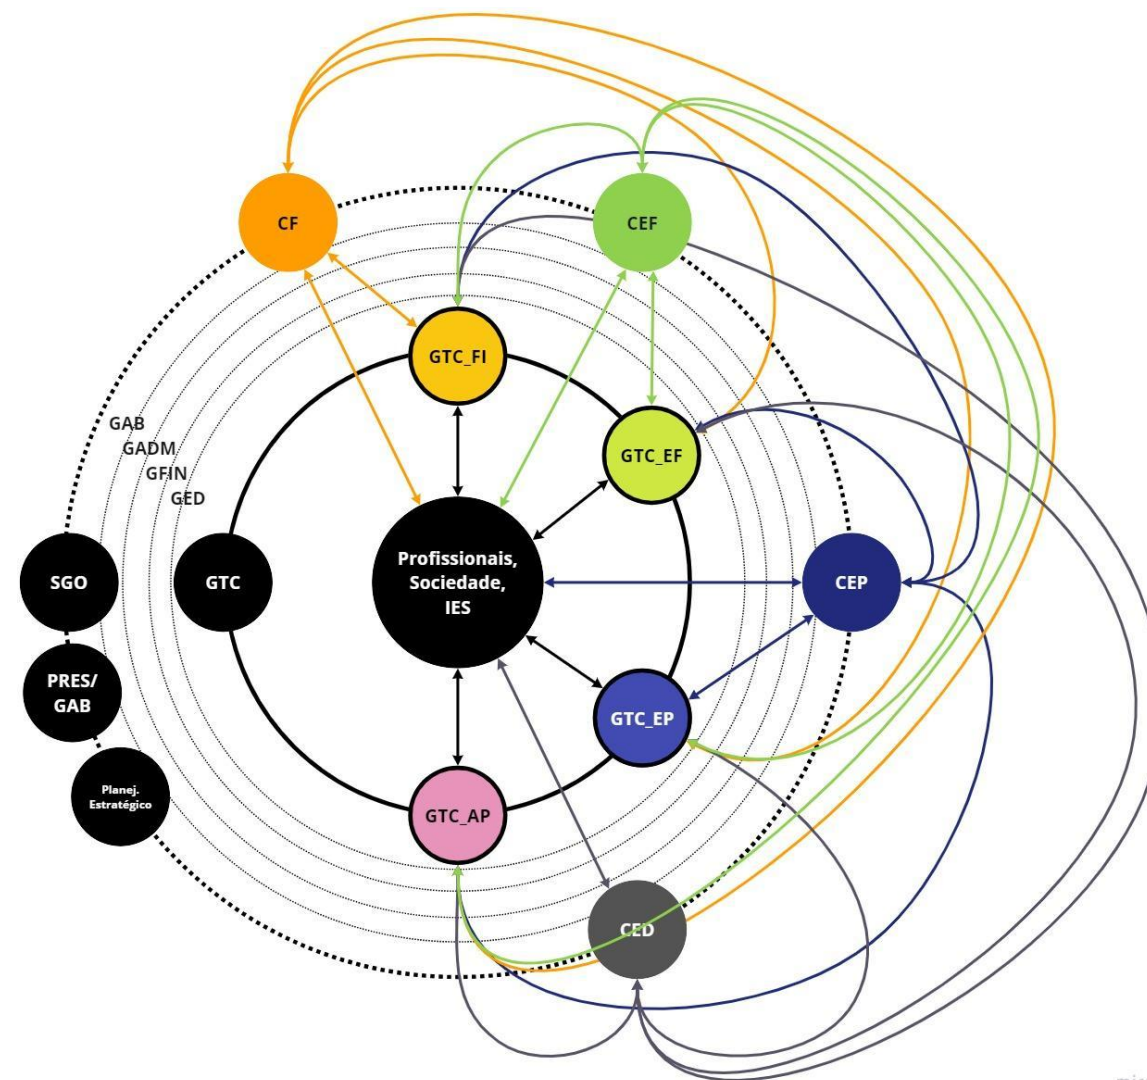 CF
CEF
GTC_FI
GAB
GADM
GFIN
GED
GTC_EF
Profissionais,
Sociedade,
IES
SGO
GTC
CEP
PRES/
GAB
GTC_EP
Planej.
Estratégico
GTC_AP
CED